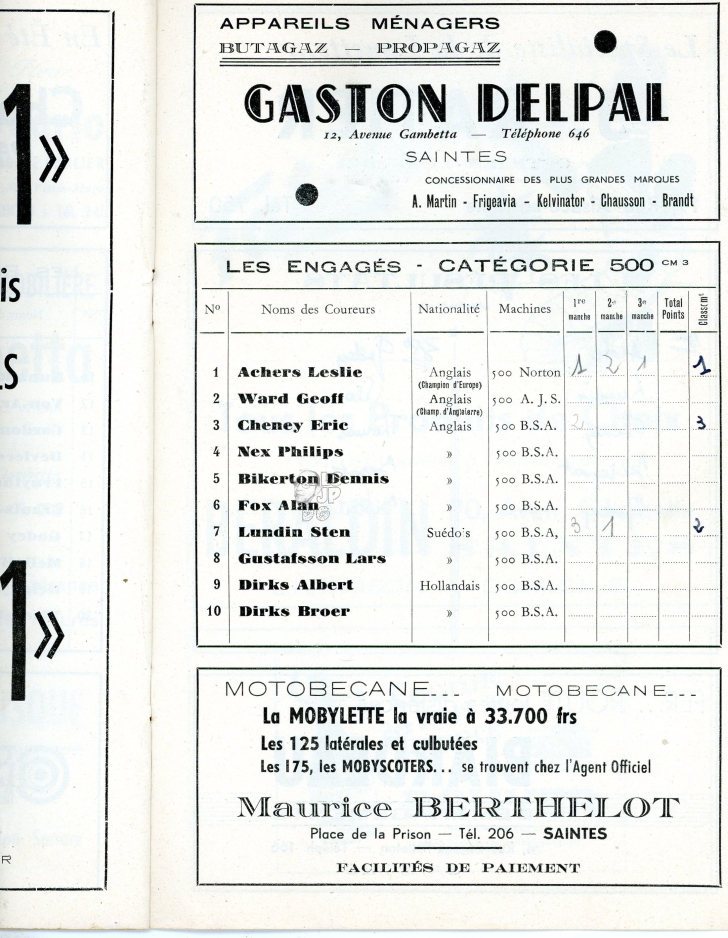 1»
is
LS
1»
R
APPAREILS MÉNAGERS
BUTAGAZ — PROPAGAZ
GASTON DELPAL
12, Avenue Gambetta — Téléphone 646
SAINTES
CONCESSIONNAIRE DES PLUS GRANDES MARQUES
A. Martin - Frigeavia - Kelvinator - Chausson - Brandt
LES ENGAGÉS - CATÉGORIE 500 CM 3
Nº Noms des Coureurs Nationalité Machines 1re manche 2e manche 3e manche Total Points Classemt
1 Achers Leslie Anglais 500 Norton 1 2 1 1
(Champion d'Europe)
2 Ward Geoff Anglais 500 A. J. S.
(Champ. d'Angleterre)
3 Cheney Eric Anglais 500 B.S.A. 2 3
4 Nex Philips » 500 B.S.A.
5 Bikerton Dennis » 500 B.S.A.
6 Fox Alan » 500 B.S.A.
7 Lundin Sten Suédo's 500 B.S.A, 3 1 2
8 Gustafsson Lars » 500 B.S.A.
9 Dirks Albert Hollandais 500 B.S.A.
10 Dirks Broer » 500 B.S.A.
JP
MOTOBECANE... MOTOBECANE...
La MOBYLETTE la vraie à 33.700 frs
Les 125 latérales et culbutées
Les 175, les MOBYSCOTERS... se trouvent chez l'Agent Officiel
Maurice BERTHELOT
Place de la Prison — Tél. 206 — SAINTES
FACILITÉS DE PAIEMENT